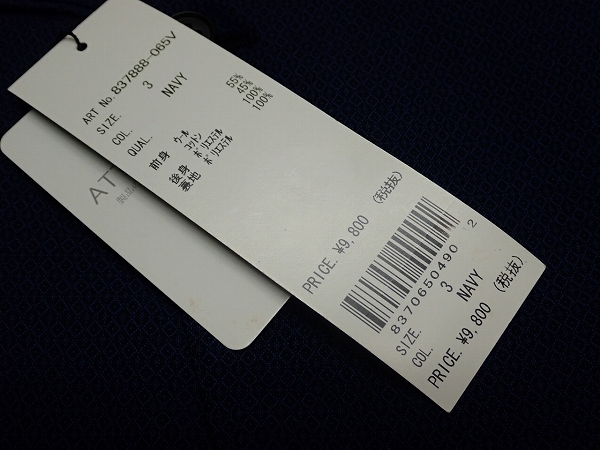 ART No. 837888-065V
SIZE. 3
COL. NAVY
QUAL.
前身 ウール 55%
コットン 45%
後身 ポリエステル 100%
裏地 ポリエステル 100%
PRICE. ¥9,800 (税抜)
8370650490 2
SIZE. 3
COL. NAVY
PRICE. ¥9,800 (税抜)